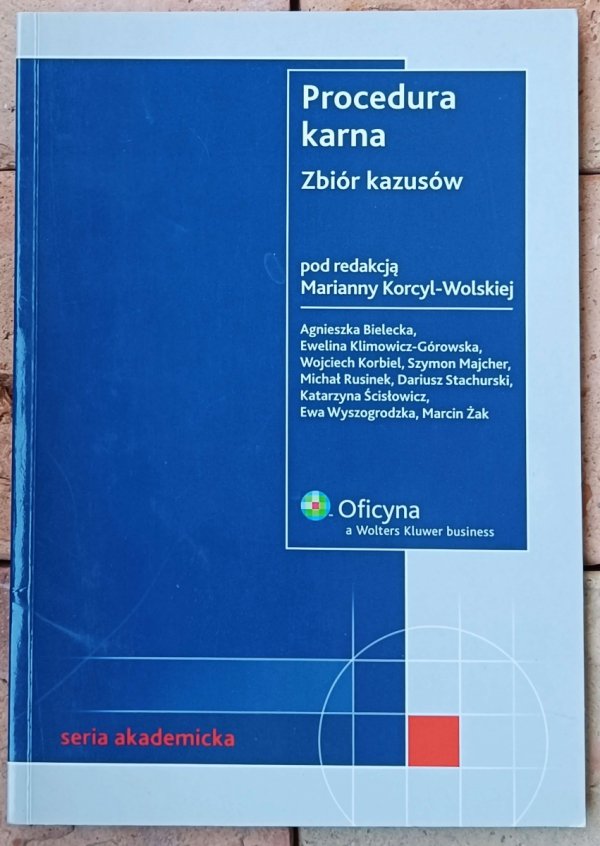 Procedura
karna
Zbiór kazusów
pod redakcją
Marianny Korcyl-Wolskiej
Agnieszka Bielecka,
Ewelina Klimowicz-Górowska,
Wojciech Korbiel, Szymon Majcher,
Michał Rusinek, Dariusz Stachurski,
Katarzyna Ścisłowicz,
Ewa Wyszogrodzka, Marcin Żak
Oficyna
a Wolters Kluwer business
seria akademicka